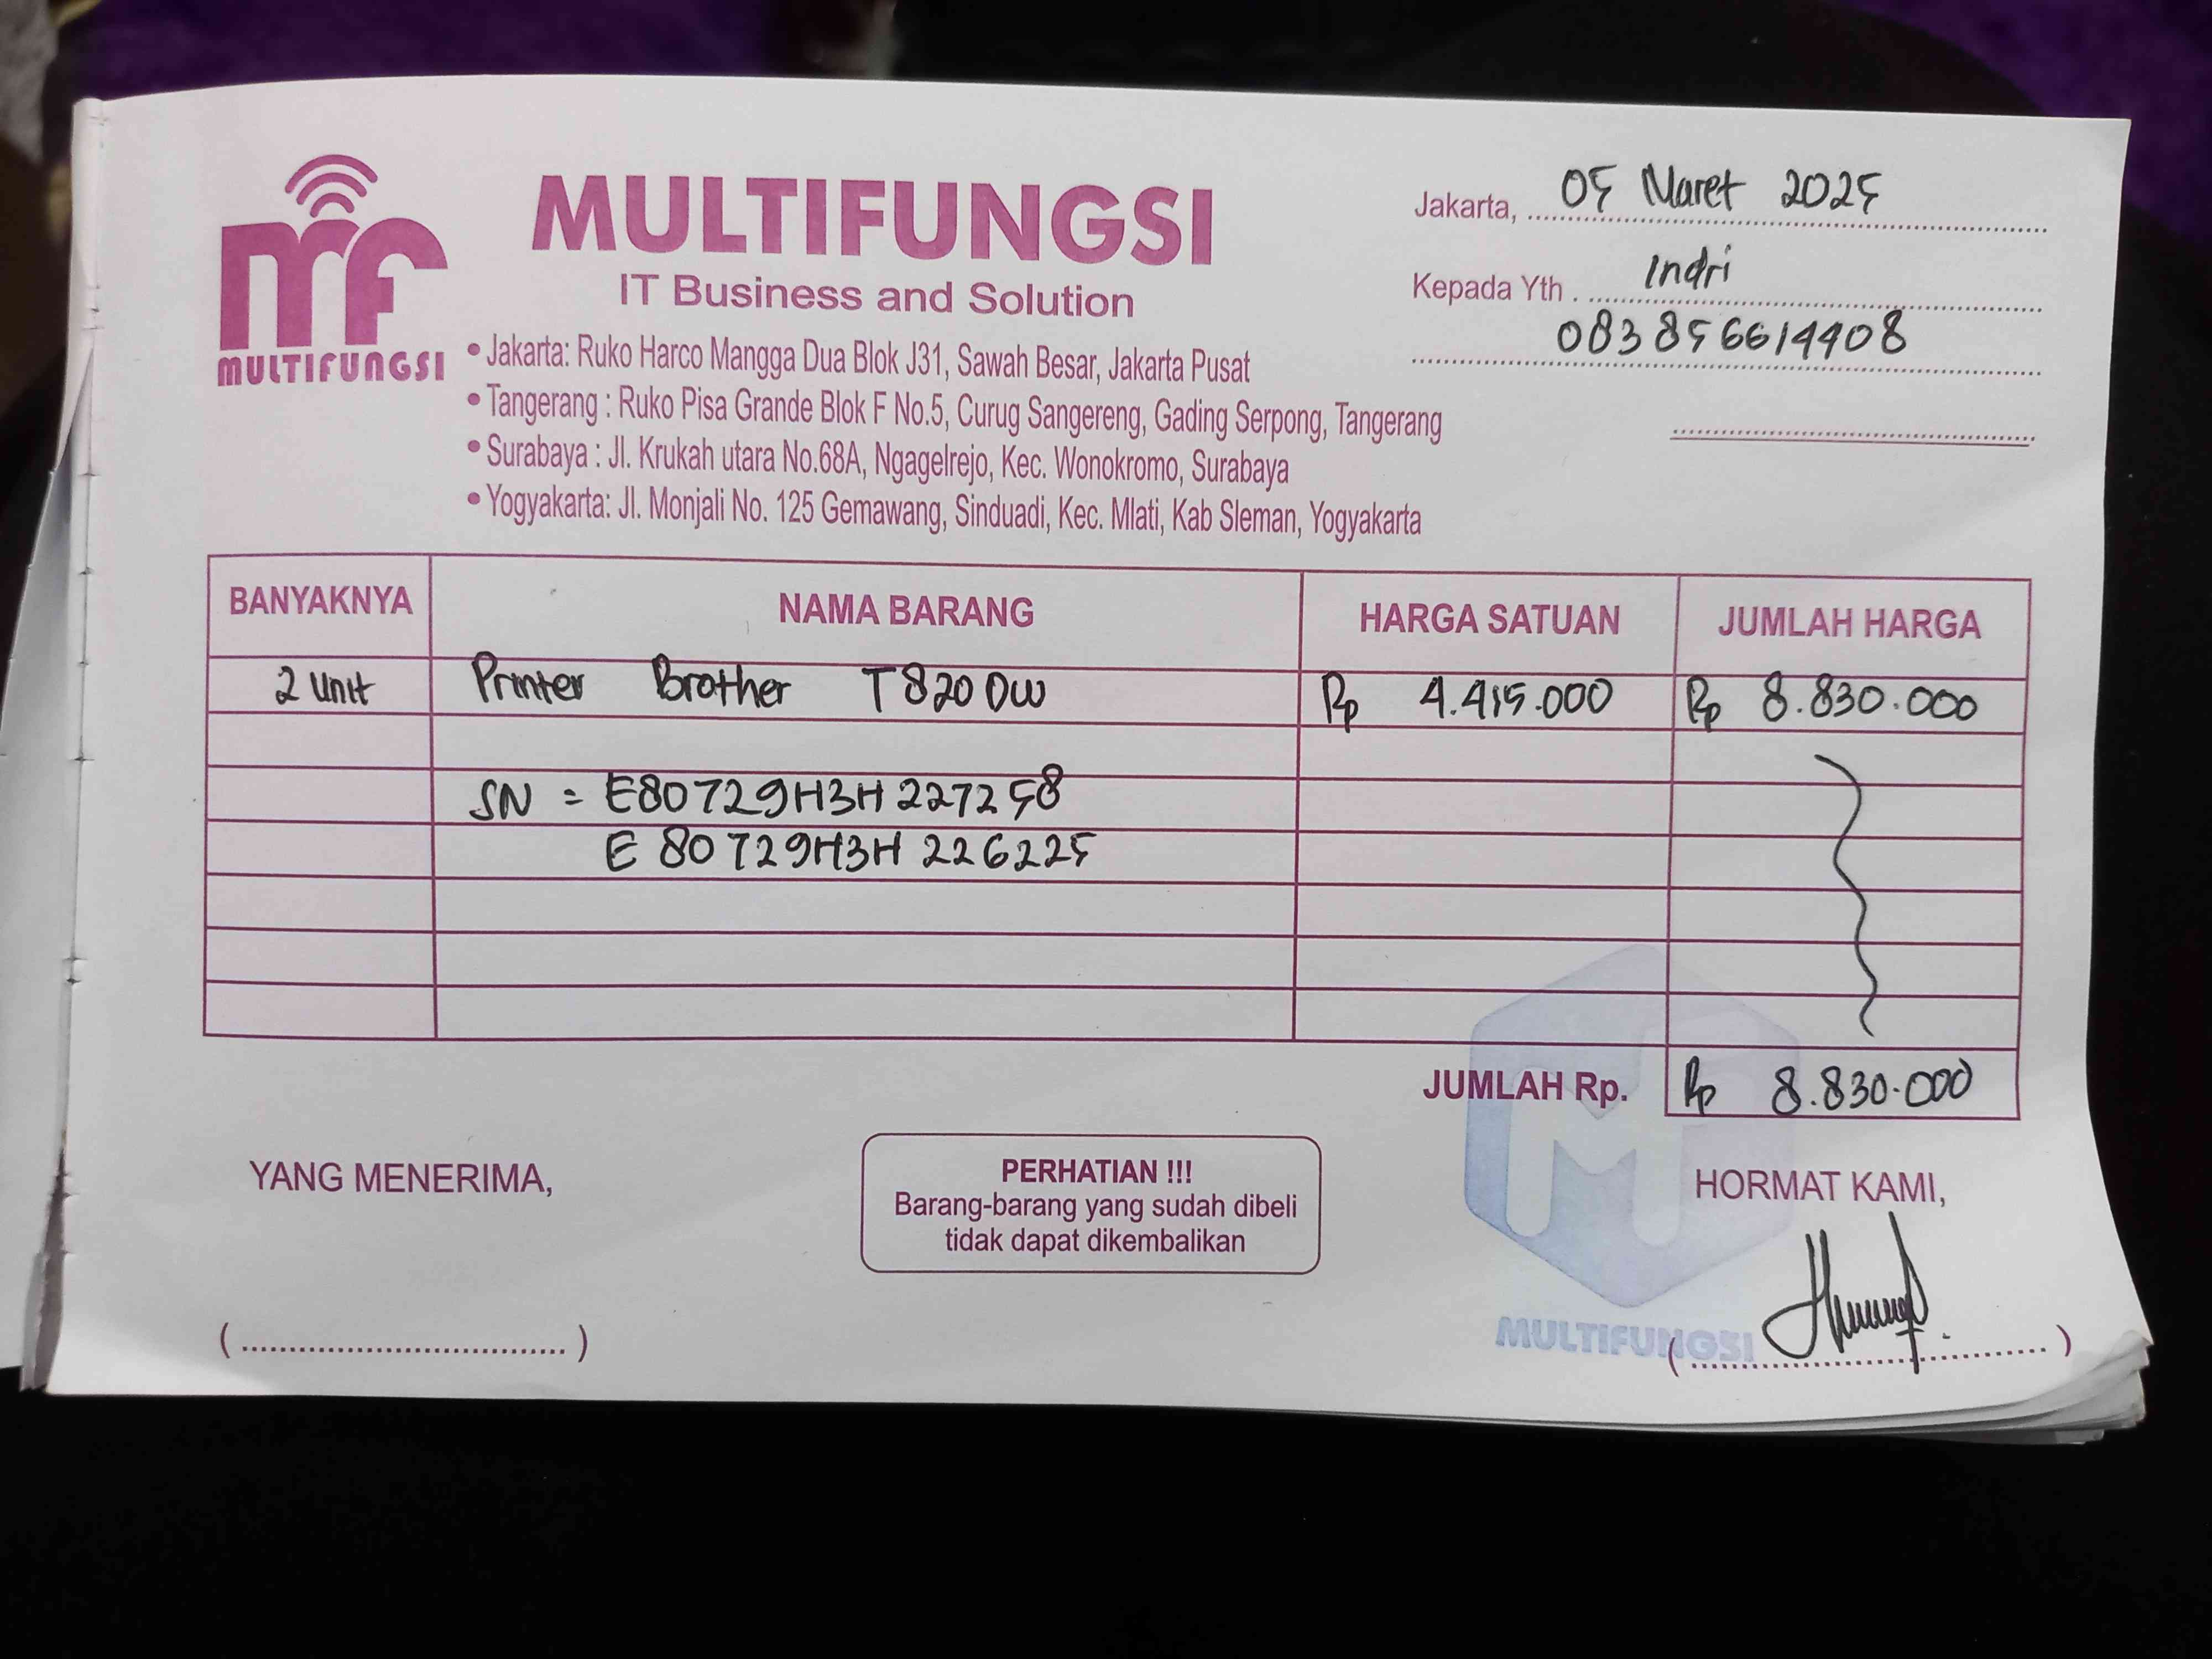 MULTIFUNGSI
MULTIFUNGSI
IT Business and Solution
• Jakarta: Ruko Harco Mangga Dua Blok J31, Sawah Besar, Jakarta Pusat
• Tangerang : Ruko Pisa Grande Blok F No.5, Curug Sangereng, Gading Serpong, Tangerang
• Surabaya : Jl. Krukah utara No.68A, Ngagelrejo, Kec. Wonokromo, Surabaya
• Yogyakarta: Jl. Monjali No. 125 Gemawang, Sinduadi, Kec. Mlati, Kab Sleman, Yogyakarta
Jakarta, 05 Maret 2025
Kepada Yth . Indri
083856614408
BANYAKNYA NAMA BARANG HARGA SATUAN JUMLAH HARGA
2 Unit Printer Brother T820DW Rp 4.415.000 Rp 8.830.000
SN = E80729H3H227258
E80729H3H226225
JUMLAH Rp. Rp 8.830.000
YANG MENERIMA,
PERHATIAN !!!
Barang-barang yang sudah dibeli
tidak dapat dikembalikan
HORMAT KAMI,
MULTIFUNGSI